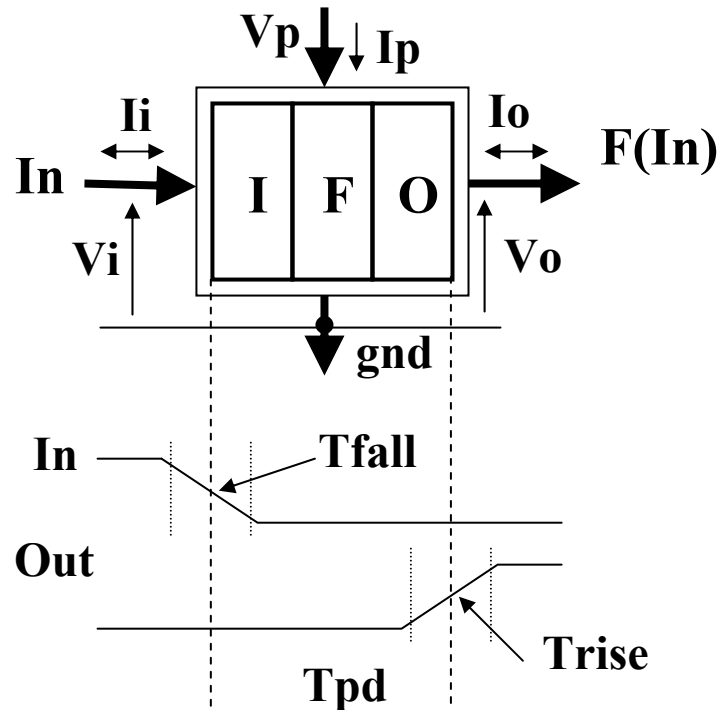 Vp
Ip
Ii
Io
F(In)
In
I F O
Vi
Vo
gnd
In
Tfall
Out
Trise
Tpd